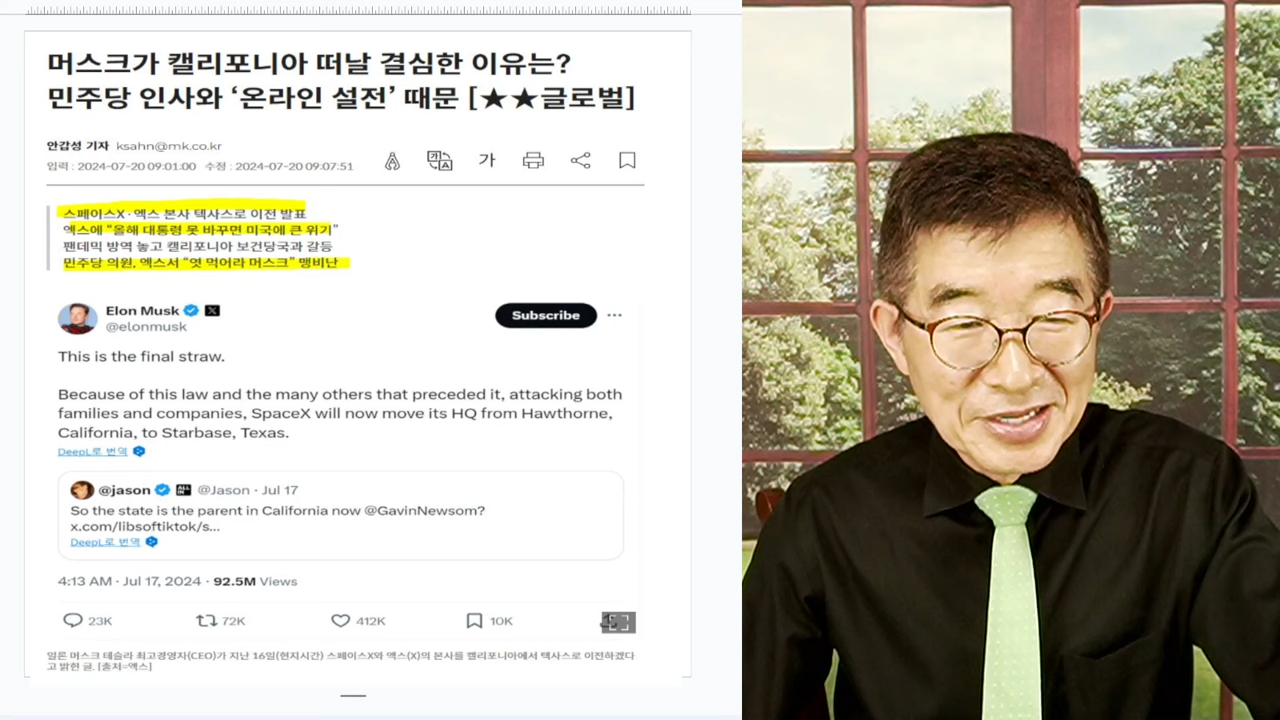 머스크가 캘리포니아 떠날 결심한 이유는?
민주당 인사와 ‘온라인 설전’ 때문 [★★글로벌]
안갑성 기자 ksahn@mk.co.kr
입력 : 2024-07-20 09:01:00 수정 : 2024-07-20 09:07:51
가
스페이스X·엑스 본사 텍사스로 이전 발표
엑스에 “올해 대통령 못 바꾸면 미국에 큰 위기”
팬데믹 방역 놓고 캘리포니아 보건당국과 갈등
민주당 의원, 엑스서 “엿 먹어라 머스크” 맹비난
Elon Musk
@elonmusk
Subscribe
This is the final straw.
Because of this law and the many others that preceded it, attacking both
families and companies, SpaceX will now move its HQ from Hawthorne,
California, to Starbase, Texas.
DeepL로 번역
@jason @Jason · Jul 17
So the state is the parent in California now @GavinNewsom?
x.com/libsoftiktok/s...
DeepL로 번역
4:13 AM · Jul 17, 2024 · 92.5M Views
23K 72K 412K 10K
일론 머스크 테슬라 최고경영자(CEO)가 지난 16일(현지시간) 스페이스X와 엑스(X)의 본사를 캘리포니아에서 텍사스로 이전하겠다
고 밝힌 글. [출처=엑스]